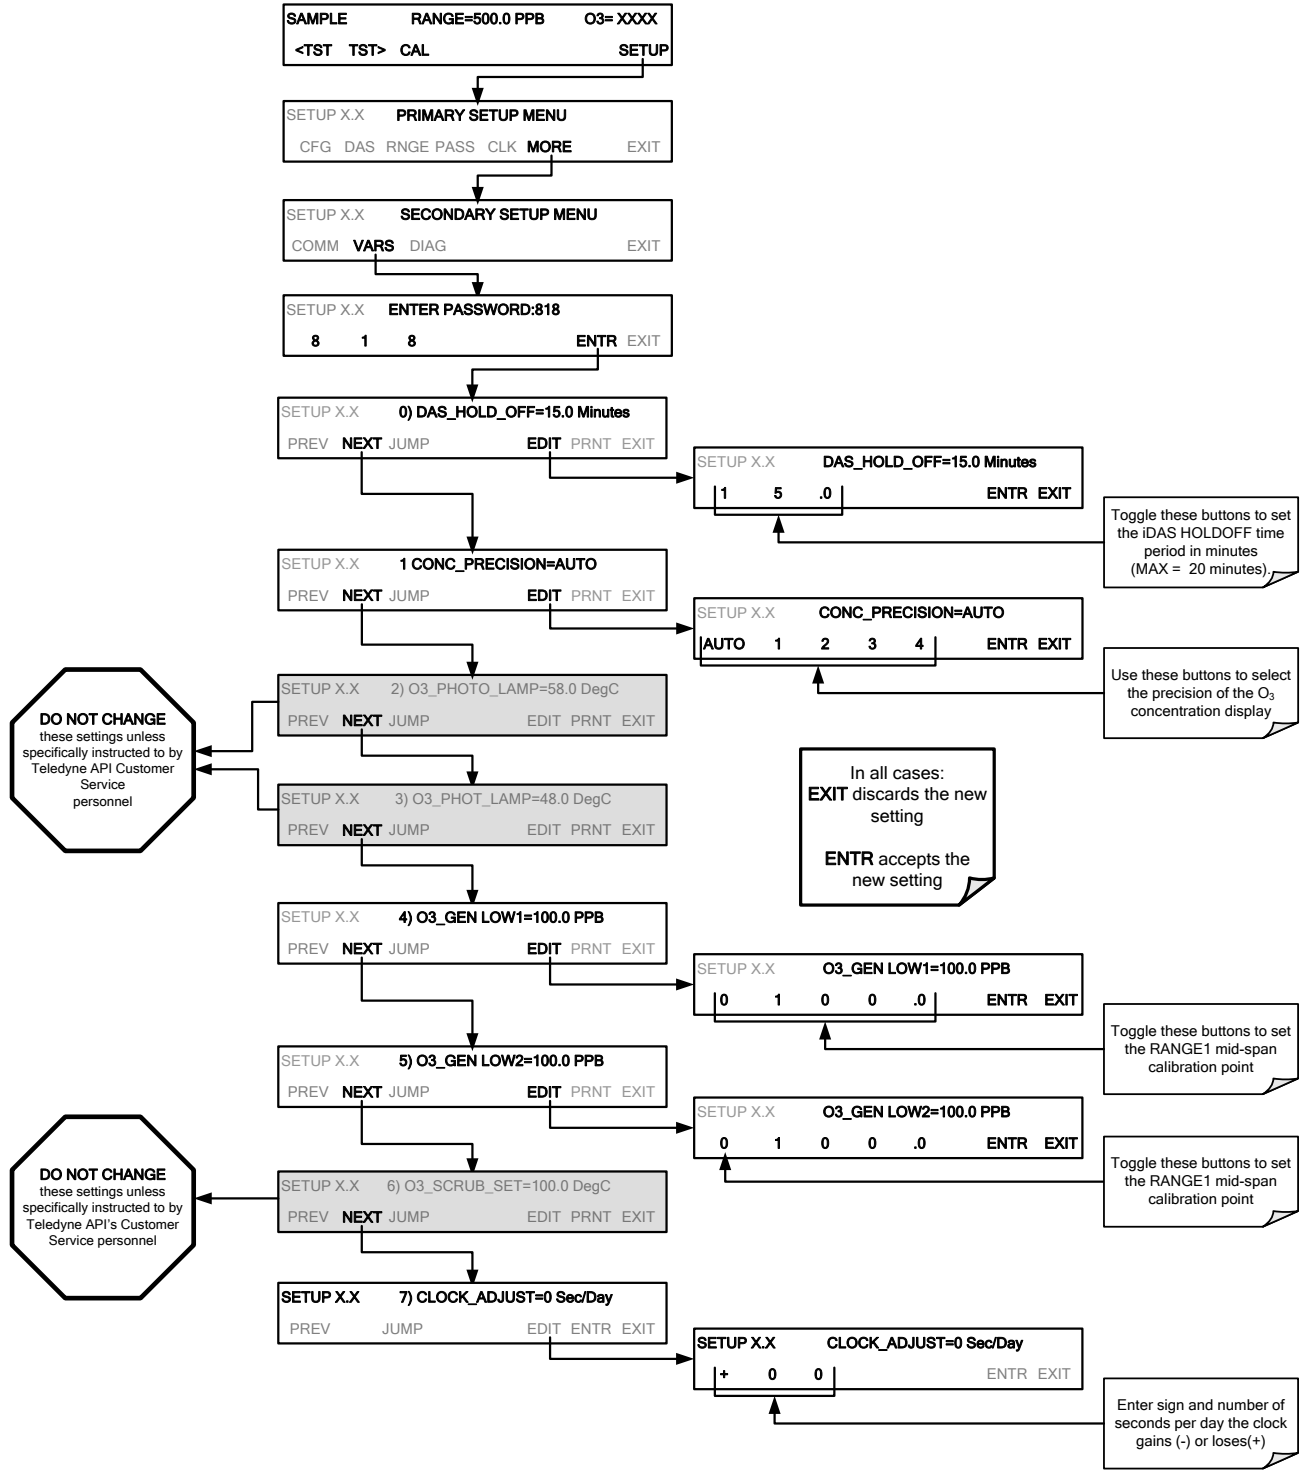 SAMPLE RANGE=500.0 PPB O3= XXXX
<TST TST> CAL SETUP
SETUP X.X PRIMARY SETUP MENU
CFG DAS RNGE PASS CLK MORE EXIT
SETUP X.X SECONDARY SETUP MENU
COMM VARS DIAG EXIT
SETUP X.X ENTER PASSWORD:818
8 1 8 ENTR EXIT
SETUP X.X 0) DAS_HOLD_OFF=15.0 Minutes
PREV NEXT JUMP EDIT PRNT EXIT
SETUP X.X DAS_HOLD_OFF=15.0 Minutes
1 5 .0 ENTR EXIT
Toggle these buttons to set
the iDAS HOLDOFF time
period in minutes
(MAX = 20 minutes).
SETUP X.X 1 CONC_PRECISION=AUTO
PREV NEXT JUMP EDIT PRNT EXIT
SETUP X.X CONC_PRECISION=AUTO
AUTO 1 2 3 4 ENTR EXIT
Use these buttons to select
the precision of the O3
concentration display
SETUP X.X 2) O3_PHOTO_LAMP=58.0 DegC
PREV NEXT JUMP EDIT PRNT EXIT
DO NOT CHANGE
these settings unless
specifically instructed to by
Teledyne API Customer
Service
personnel
SETUP X.X 3) O3_PHOT_LAMP=48.0 DegC
PREV NEXT JUMP EDIT PRNT EXIT
In all cases:
EXIT discards the new
setting
ENTR accepts the
new setting
SETUP X.X 4) O3_GEN LOW1=100.0 PPB
PREV NEXT JUMP EDIT PRNT EXIT
SETUP X.X O3_GEN LOW1=100.0 PPB
0 1 0 0 .0 ENTR EXIT
Toggle these buttons to set
the RANGE1 mid-span
calibration point
SETUP X.X 5) O3_GEN LOW2=100.0 PPB
PREV NEXT JUMP EDIT PRNT EXIT
SETUP X.X O3_GEN LOW2=100.0 PPB
0 1 0 0 .0 ENTR EXIT
Toggle these buttons to set
the RANGE1 mid-span
calibration point
DO NOT CHANGE
these settings unless
specifically instructed to by
Teledyne API's Customer
Service personnel
SETUP X.X 6) O3_SCRUB_SET=100.0 DegC
PREV NEXT JUMP EDIT PRNT EXIT
SETUP X.X 7) CLOCK_ADJUST=0 Sec/Day
PREV JUMP EDIT ENTR EXIT
SETUP X.X CLOCK_ADJUST=0 Sec/Day
+ 0 0 ENTR EXIT
Enter sign and number of
seconds per day the clock
gains (-) or loses(+)